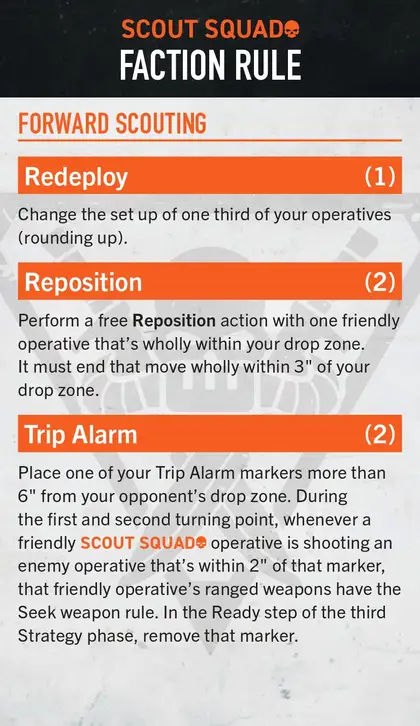 SCOUT SQUAD
FACTION RULE
FORWARD SCOUTING
Redeploy (1)
Change the set up of one third of your operatives
(rounding up).
Reposition (2)
Perform a free Reposition action with one friendly
operative that’s wholly within your drop zone.
It must end that move wholly within 3" of your
drop zone.
Trip Alarm (2)
Place one of your Trip Alarm markers more than
6" from your opponent’s drop zone. During
the first and second turning point, whenever a
friendly SCOUT SQUAD operative is shooting an
enemy operative that’s within 2" of that marker,
that friendly operative’s ranged weapons have the
Seek weapon rule. In the Ready step of the third
Strategy phase, remove that marker.